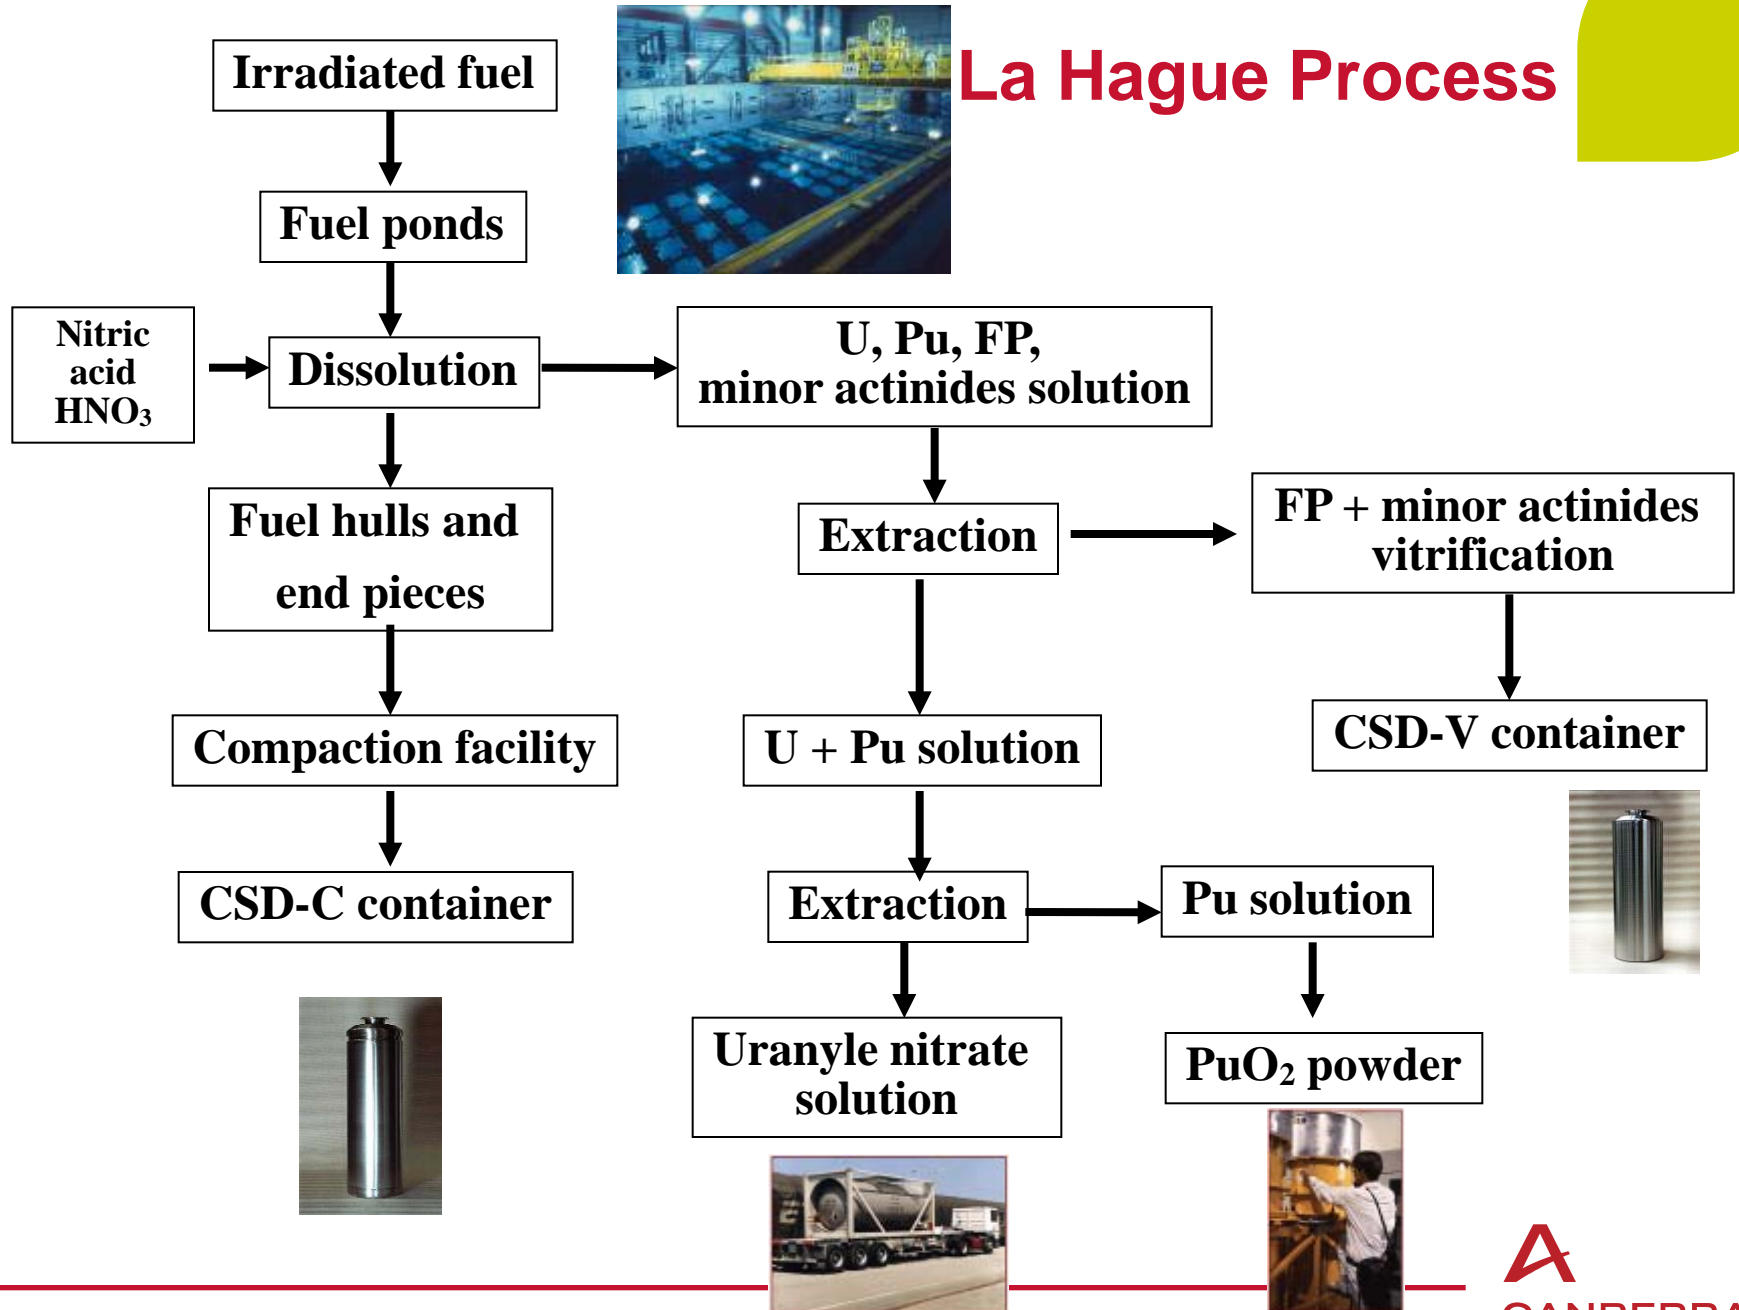 La Hague Process
Irradiated fuel
Fuel ponds
Nitric
acid
HNO₃
Dissolution
U, Pu, FP,
minor actinides solution
Fuel hulls and
end pieces
Extraction
FP + minor actinides
vitrification
Compaction facility
U + Pu solution
CSD-V container
CSD-C container
Extraction
Pu solution
Uranyle nitrate
solution
PuO₂ powder